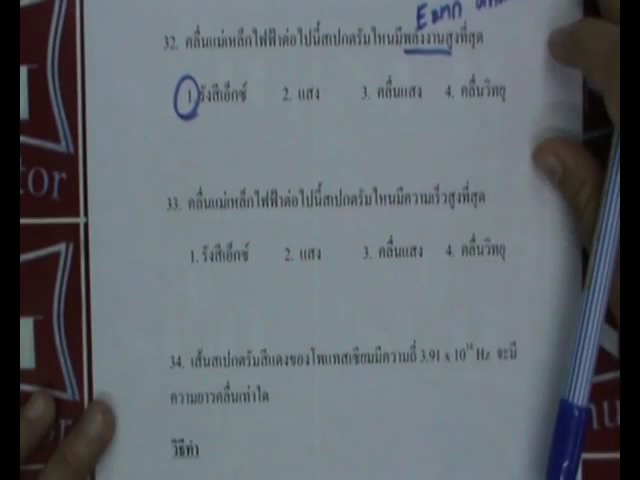 E มาก
32. คลื่นแม่เหล็กไฟฟ้าต่อไปนี้สเปกตรัมไหนมีพลังงานสูงที่สุด
1. รังสีเอ็กซ์ 2. แสง 3. คลื่นแสง 4. คลื่นวิทยุ
33. คลื่นแม่เหล็กไฟฟ้าต่อไปนี้สเปกตรัมไหนมีความเร็วสูงที่สุด
1. รังสีเอ็กซ์ 2. แสง 3. คลื่นแสง 4. คลื่นวิทยุ
34. เส้นสเปกตรัมสีแดงของโพแทสเซียมมีความถี่ 3.91 x 10¹⁴ Hz จะมี
ความยาวคลื่นเท่าใด
วิธีทำ
tor